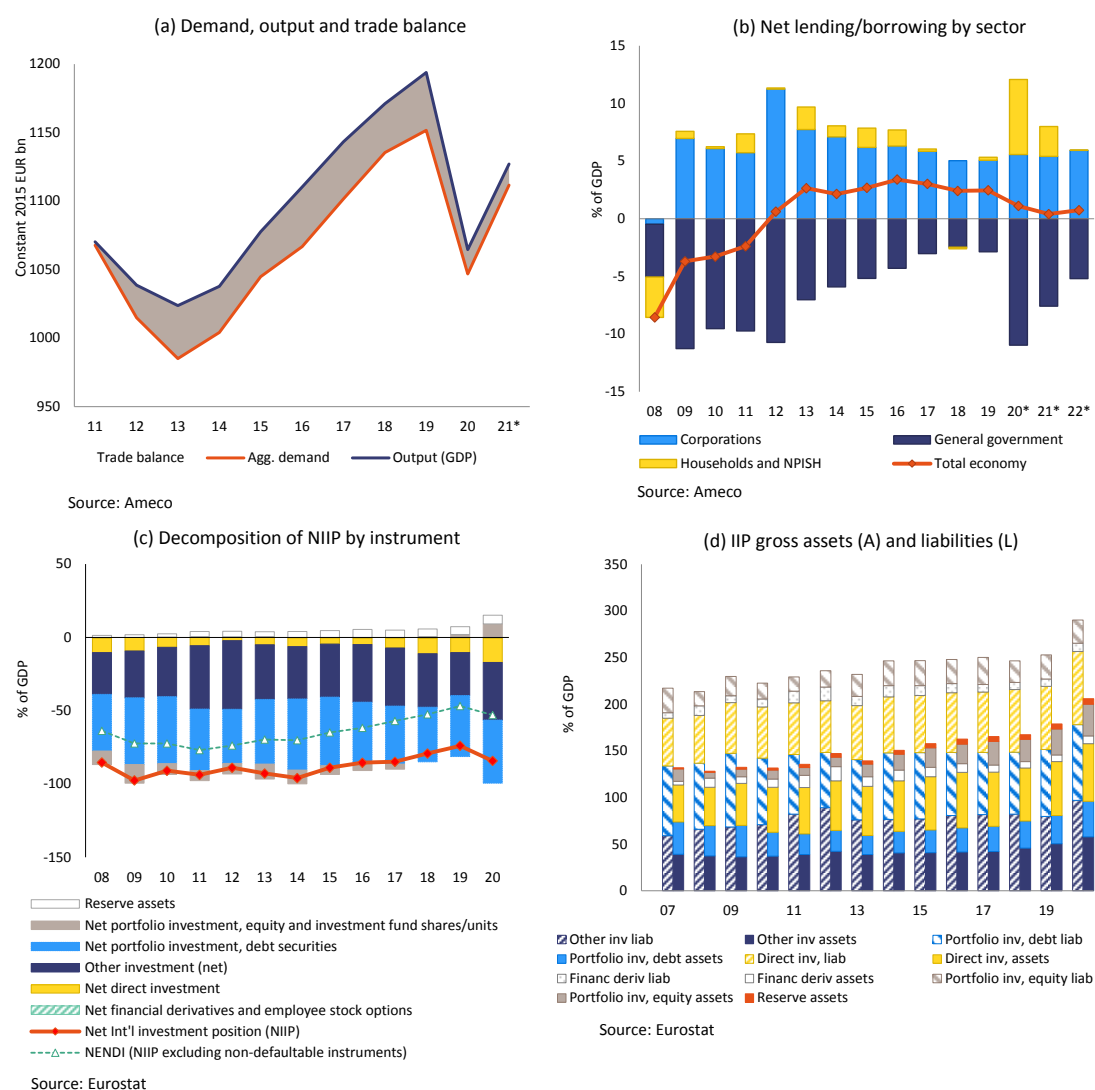 (a) Demand, output and trade balance
Constant 2015 EUR bn
1200
1150
1100
1050
1000
950
11 12 13 14 15 16 17 18 19 20 21*
Trade balance Agg. demand Output (GDP)
Source: Ameco
(b) Net lending/borrowing by sector
% of GDP
15
10
5
0
-5
-10
-15
08 09 10 11 12 13 14 15 16 17 18 19 20* 21* 22*
Corporations General government
Households and NPISH Total economy
Source: Ameco
(c) Decomposition of NIIP by instrument
% of GDP
50
0
-50
-100
-150
08 09 10 11 12 13 14 15 16 17 18 19 20
Reserve assets
Net portfolio investment, equity and investment fund shares/units
Net portfolio investment, debt securities
Other investment (net)
Net direct investment
Net financial derivatives and employee stock options
Net Int'l investment position (NIIP)
NENDI (NIIP excluding non-defaultable instruments)
Source: Eurostat
(d) IIP gross assets (A) and liabilities (L)
% of GDP
350
300
250
200
150
100
50
0
07 09 11 13 15 17 19
Other inv liab Other inv assets Portfolio inv, debt liab
Portfolio inv, debt assets Direct inv, liab Direct inv, assets
Financ deriv liab Financ deriv assets Portfolio inv, equity liab
Portfolio inv, equity assets Reserve assets
Source: Eurostat